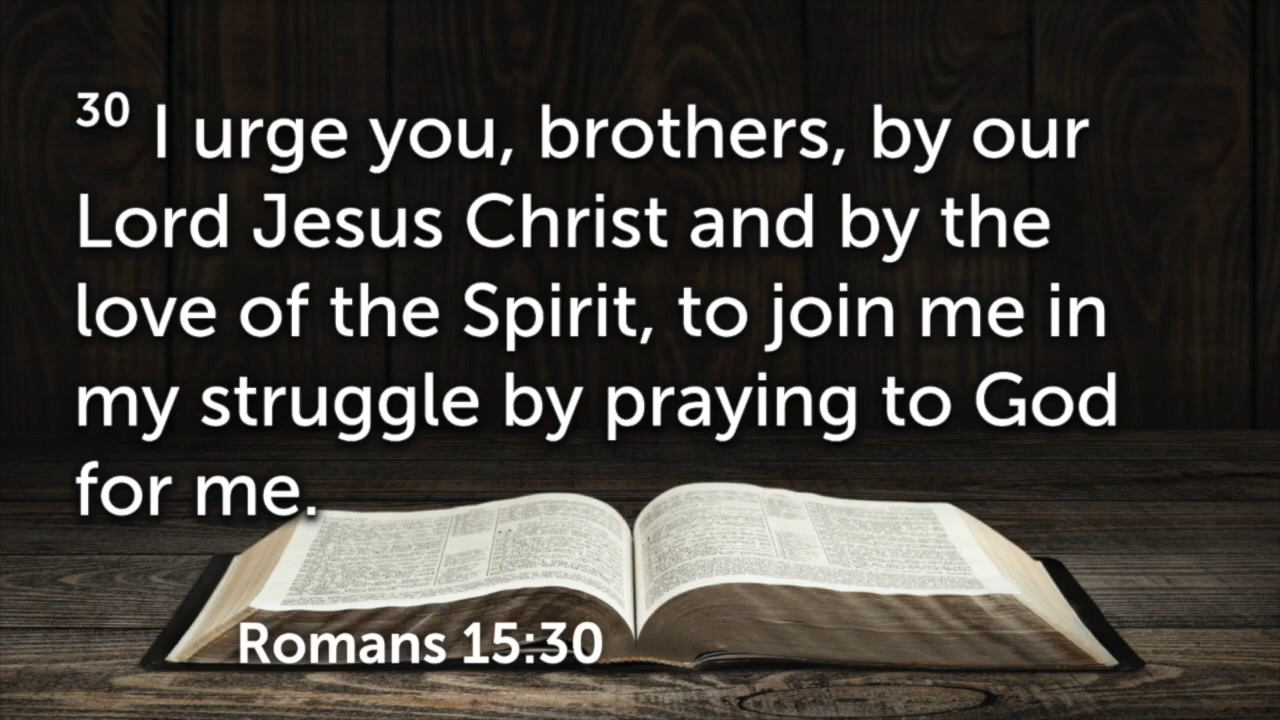 30 I urge you, brothers, by our
Lord Jesus Christ and by the
love of the Spirit, to join me in
my struggle by praying to God
for me.
Romans 15:30